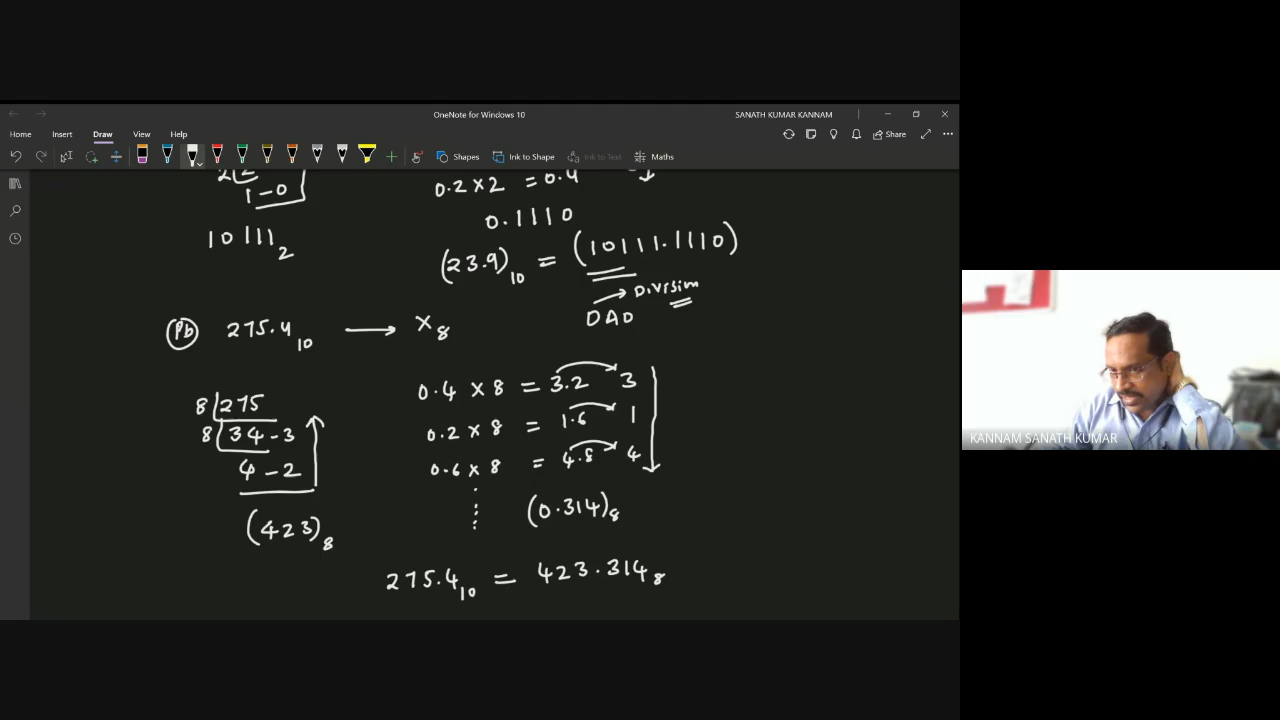 OneNote for Windows 10
SANATH KUMAR KANNAM
Home Insert Draw View Help
Share
Shapes Ink to Shape Ink to Text Maths
1-0
0.2 x 2 = 0.4
0.1110
10111₂
(23.9)₁₀ = (10111.1110)
Division
DAD
Pb 275.4₁₀ → X₈
8 275
8 34-3
4-2
(423)₈
0.4 x 8 = 3.2 3
0.2 x 8 = 1.6 1
0.6 x 8 = 4.8 4
(0.314)₈
275.4₁₀ = 423.314₈
KANNAM SANATH KUMAR